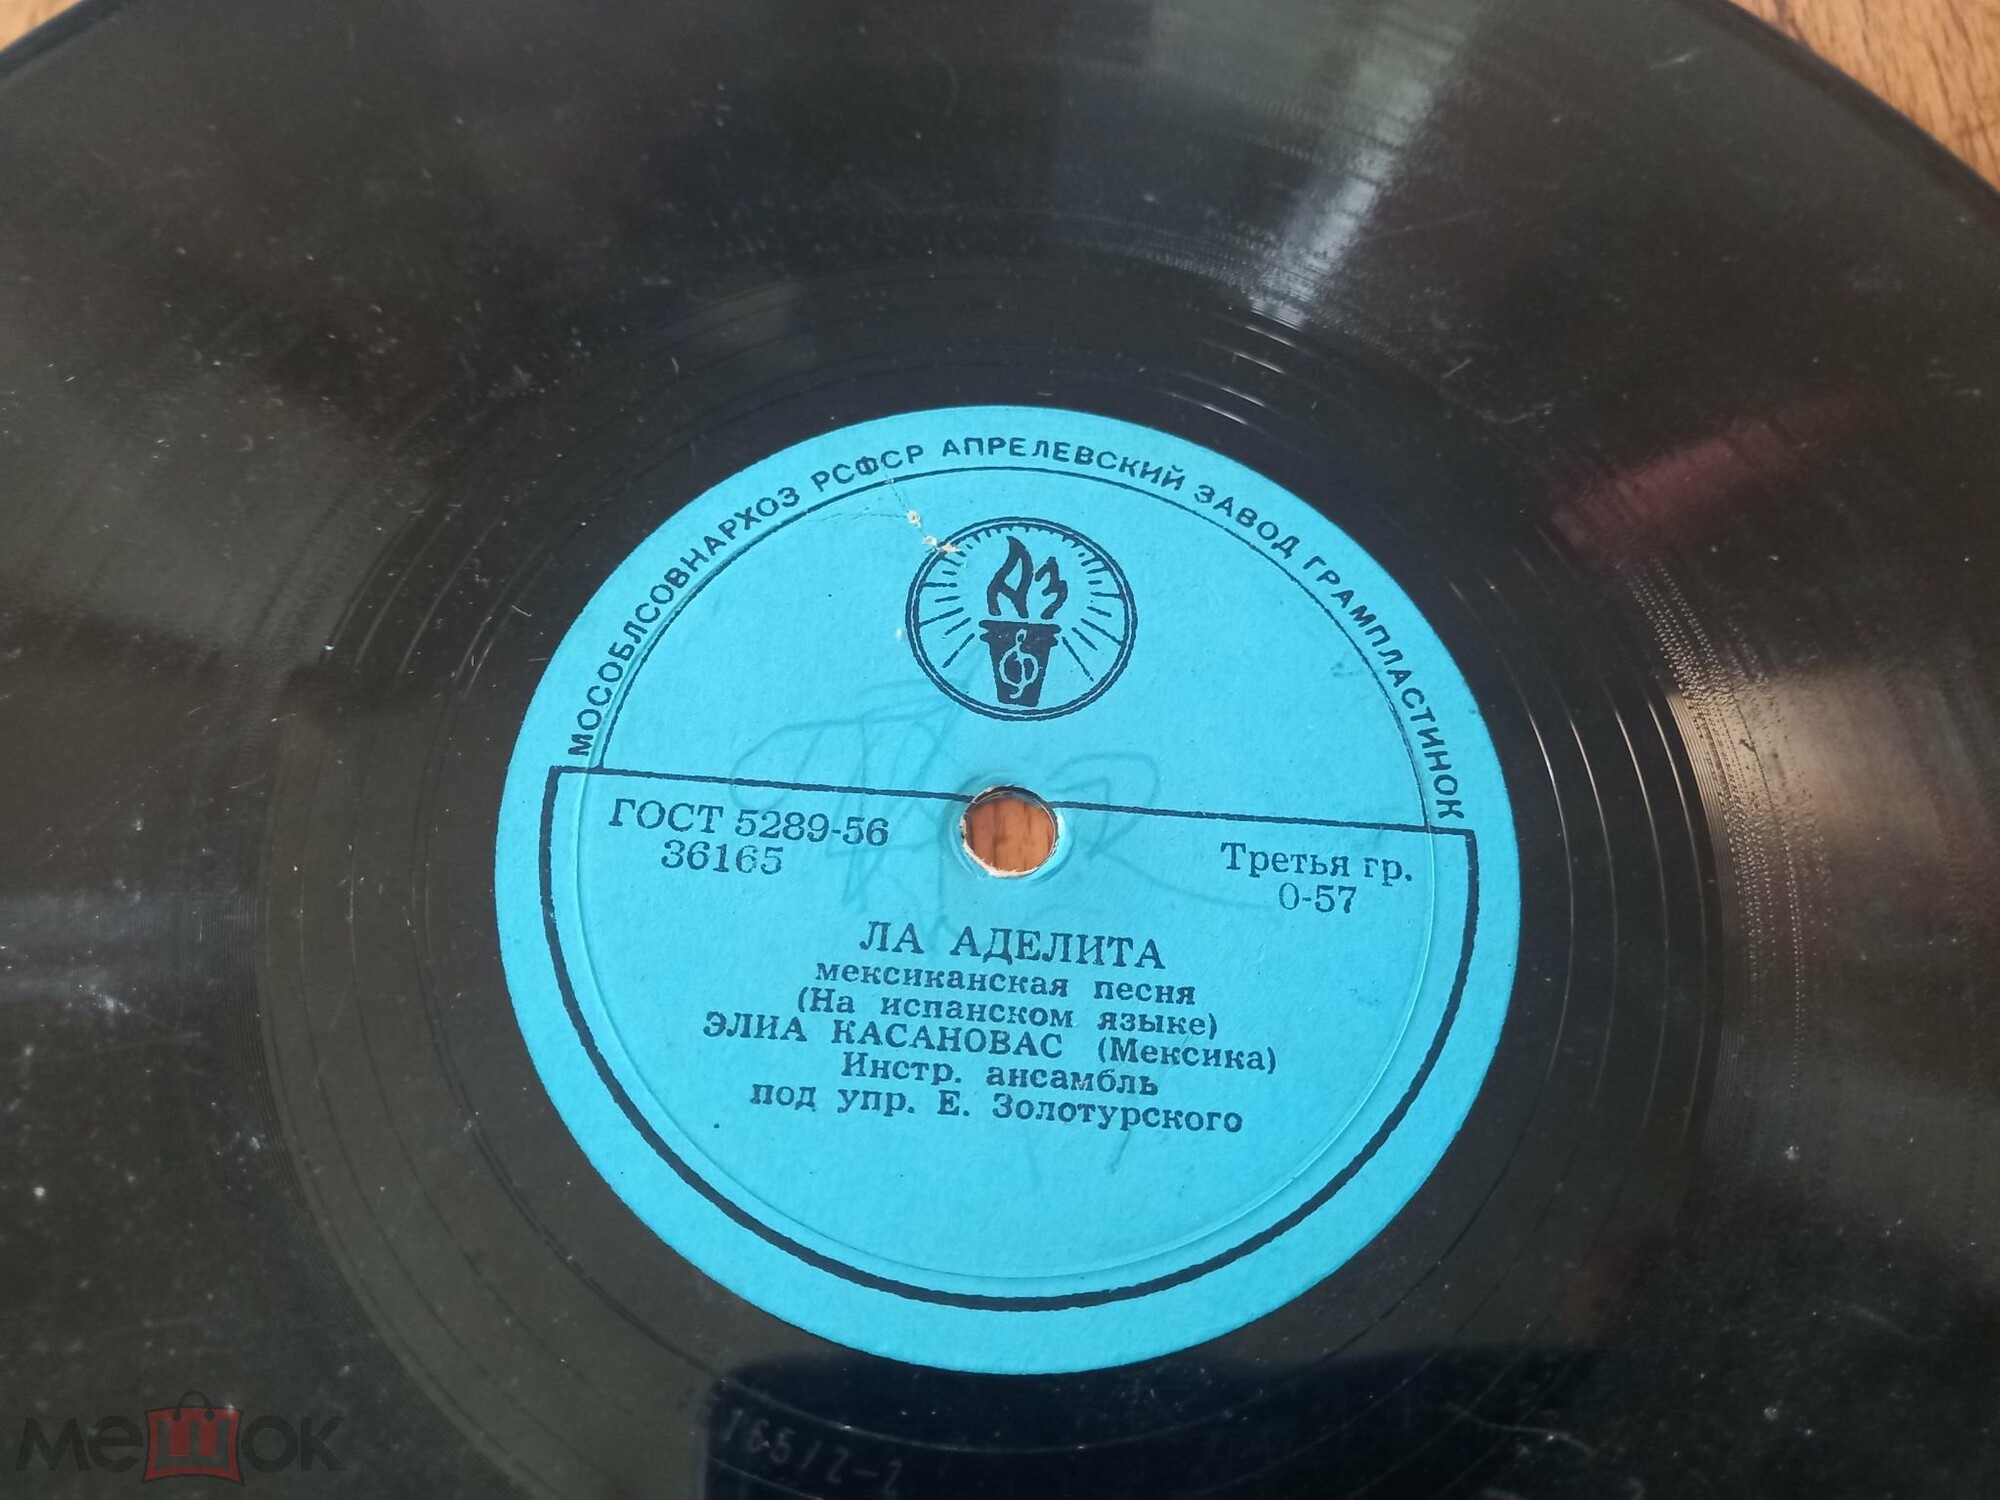 МОСОБЛСОВНАРХОЗ РСФСР АПРЕЛЕВСКИЙ ЗАВОД ГРАМПЛАСТИНОК
АЗ
ГОСТ 5289-56
36165
Третья гр.
0-57
ЛА АДЕЛИТА
мексиканская песня
(На испанском языке)
ЭЛИА КАСАНОВАС (Мексика)
Инстр. ансамбль
под упр. Е. Золотурского
мешок